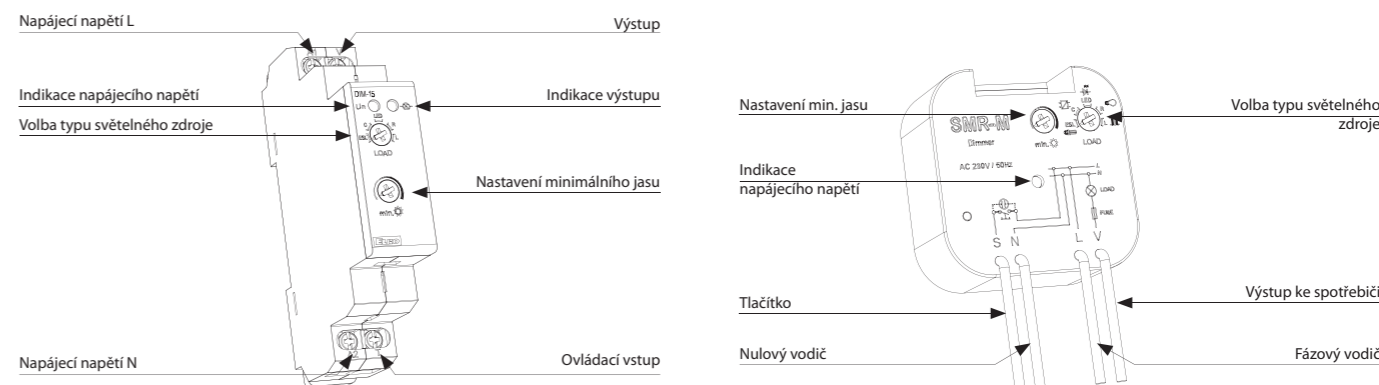 Napájecí napětí L
Výstup
Indikace napájecího napětí
Indikace výstupu
Volba typu světelného zdroje
Nastavení minimálního jasu
Napájecí napětí N
Ovládací vstup
DIM-15
Un
LED
R
L
LOAD
min.
ELKO
A2
T
Nastavení min. jasu
Volba typu světelného
zdroje
Indikace
napájecího napětí
Tlačítko
Výstup ke spotřebiči
Nulový vodič
Fázový vodič
SMR-M
Dimmer
AC 230V / 50Hz
min.
LED
C
R
L
LOAD
L
N
LOAD
FUSE
S N L V